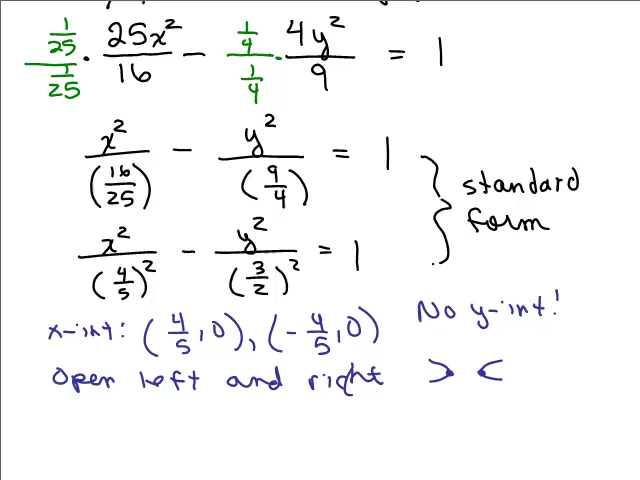 (1/25)/(1/25) · 25x²/16 − (1/4)/(1/4) · 4y²/9 = 1
x²/(16/25) − y²/(9/4) = 1
x²/(4/5)² − y²/(3/2)² = 1
} standard form
x-int: (4/5, 0), (-4/5, 0) No y-int!
Open left and right